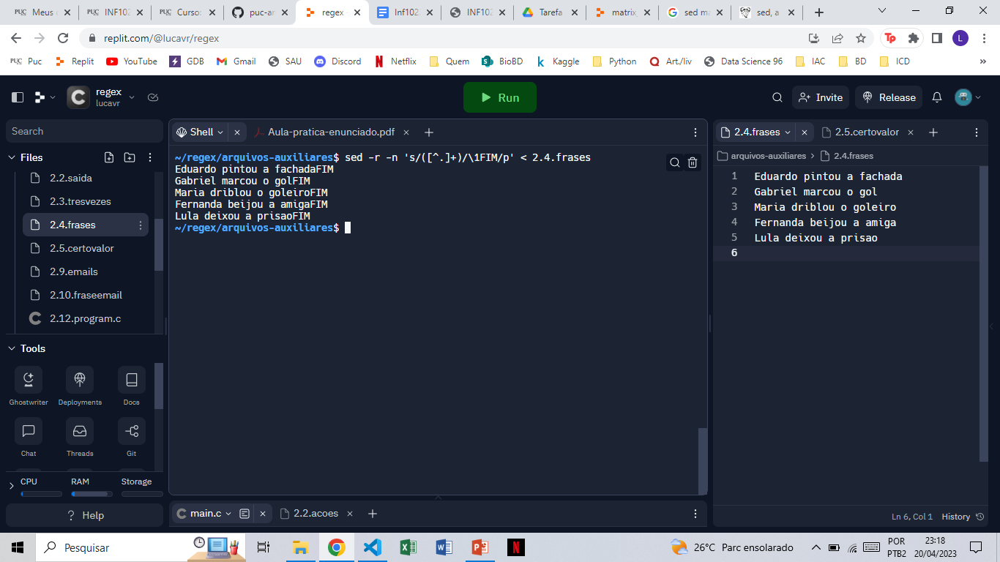 Meus c
INF102
Curso:
puc-ar
regex
Inf102
INF102
Tarefa
matrix
sed ma
sed, a
replit.com/@lucavr/regex
Tp
L
Puc
Replit
YouTube
GDB
Gmail
SAU
Discord
Netflix
Quem
BioBD
Kaggle
Python
Art./liv
Data Science 96
IAC
BD
ICD
»
regex
lucavr
Run
Invite
Release
Search
Files
2.2.saida
2.3.tresvezes
2.4.frases
2.5.certovalor
2.9.emails
2.10.fraseemail
2.12.program.c
Tools
Ghostwriter
Deployments
Docs
Chat
Threads
Git
CPU
RAM
Storage
? Help
Shell
Aula-pratica-enunciado.pdf
~/regex/arquivos-auxiliares$ sed -r -n 's/([^.]+)/\1FIM/p' < 2.4.frases
Eduardo pintou a fachadaFIM
Gabriel marcou o golFIM
Maria driblou o goleiroFIM
Fernanda beijou a amigaFIM
Lula deixou a prisaoFIM
~/regex/arquivos-auxiliares$
main.c
2.2.acoes
2.4.frases
2.5.certovalor
arquivos-auxiliares > 2.4.frases
1 Eduardo pintou a fachada
2 Gabriel marcou o gol
3 Maria driblou o goleiro
4 Fernanda beijou a amiga
5 Lula deixou a prisao
6
Ln 6, Col 1 History
Pesquisar
26°C Parc ensolarado
POR
PTB2
23:18
20/04/2023